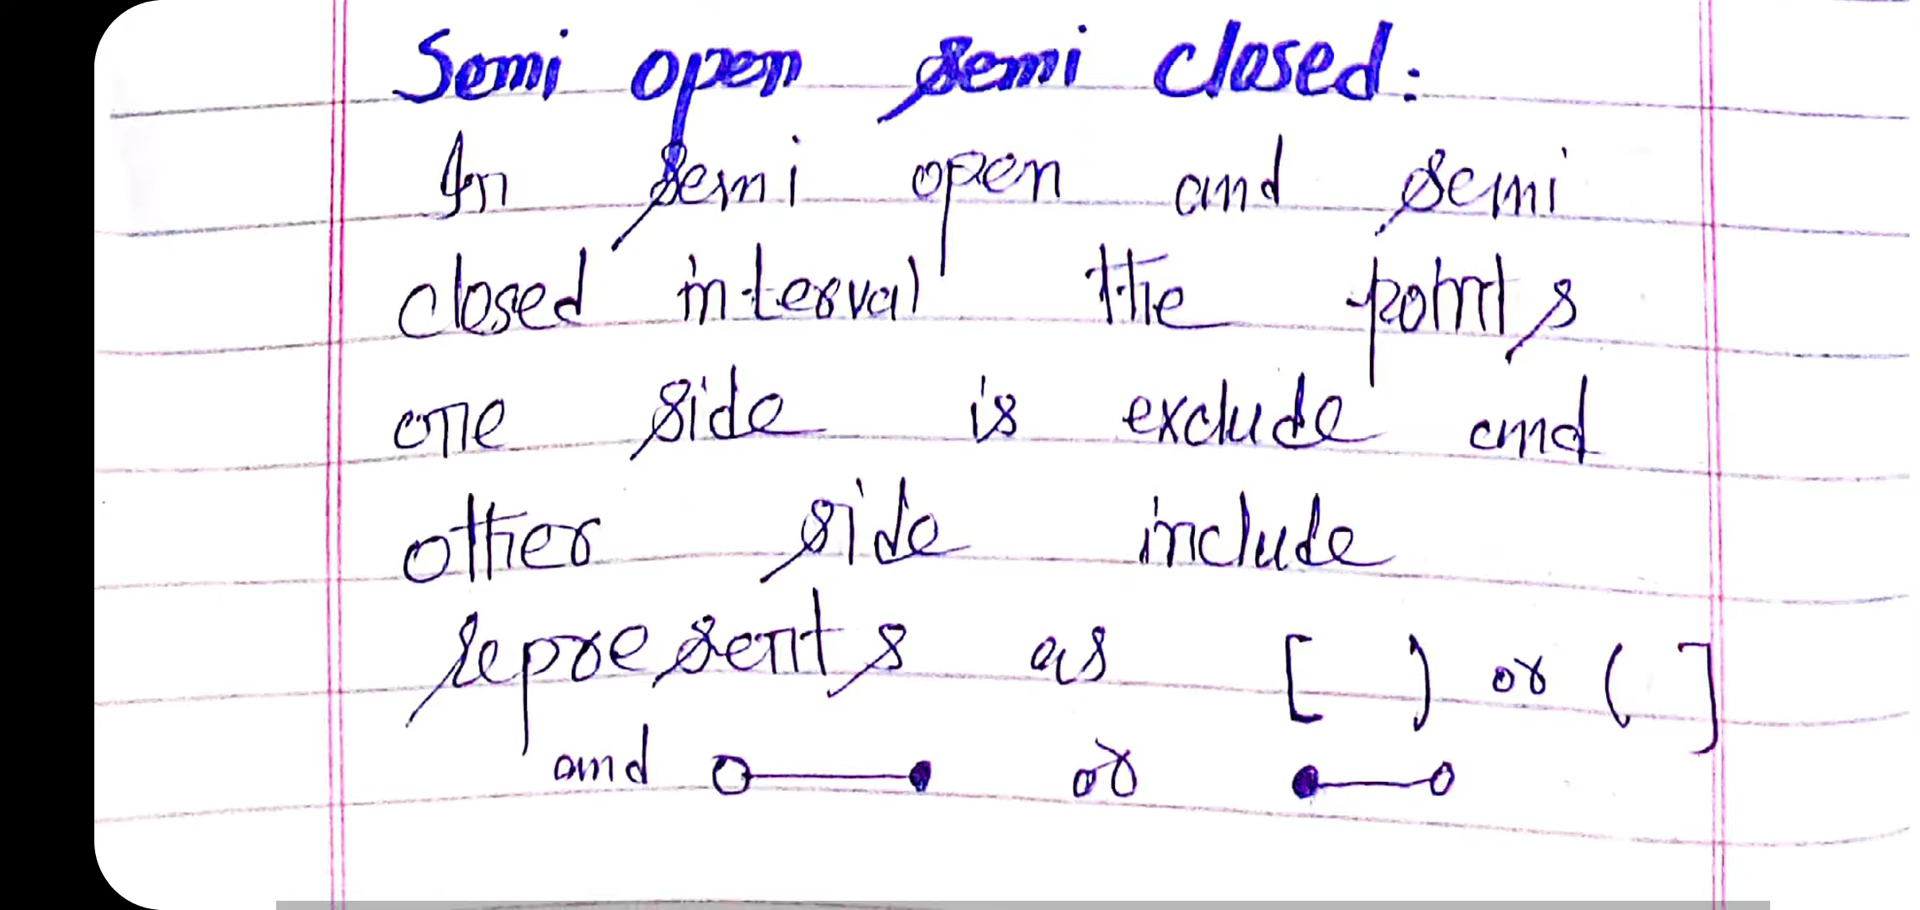 Semi open semi closed:
In semi open and semi
closed interval the points
one side is exclude and
other side include
represents as [ ) or ( ]
and or